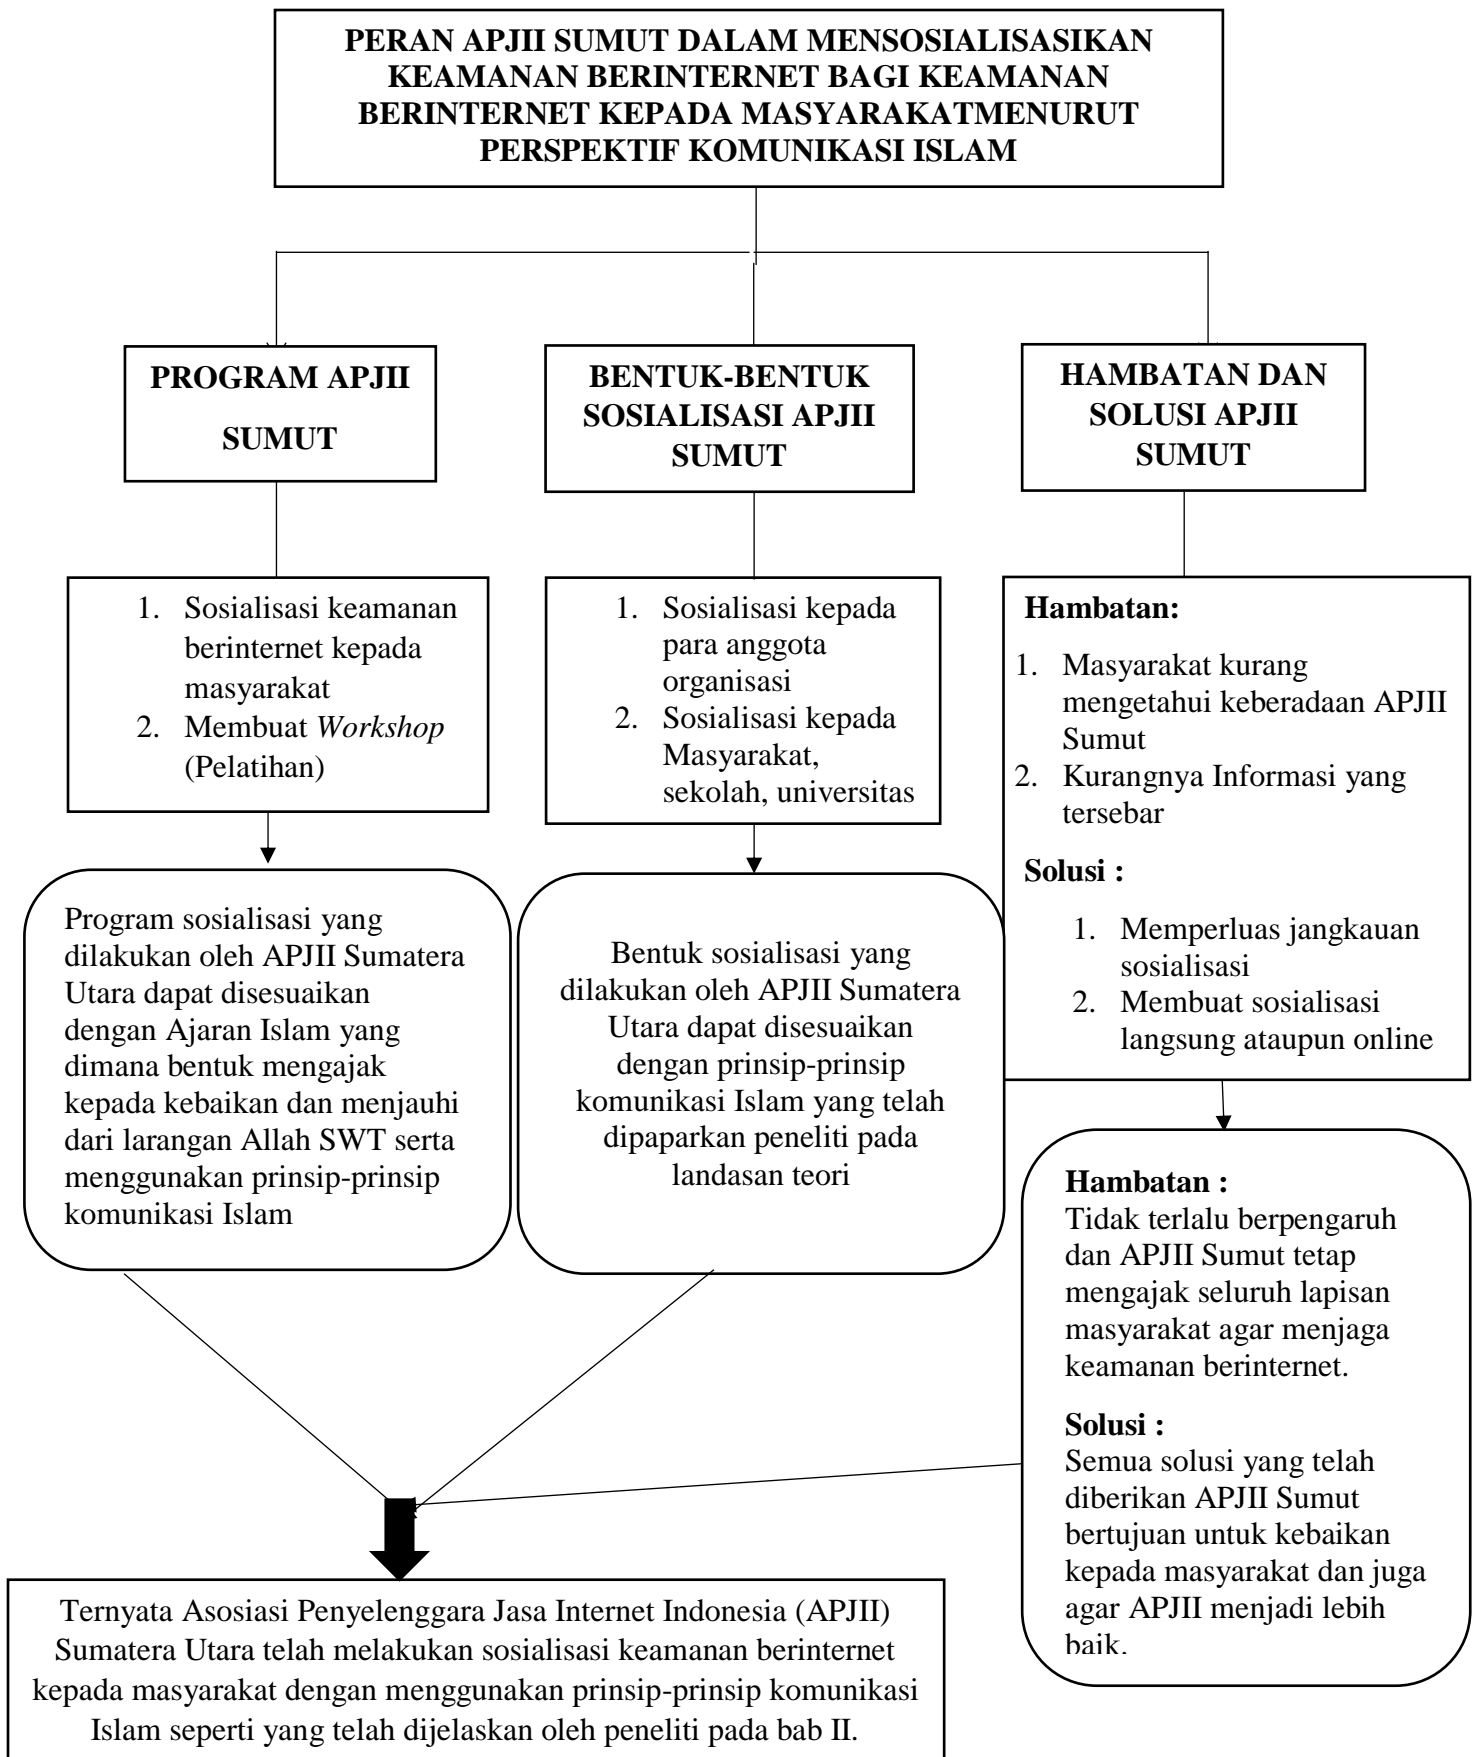 PERAN APJII SUMUT DALAM MENSOSIALISASIKAN
KEAMANAN BERINTERNET BAGI KEAMANAN
BERINTERNET KEPADA MASYARAKATMENURUT
PERSPEKTIF KOMUNIKASI ISLAM
PROGRAM APJII
SUMUT
BENTUK-BENTUK
SOSIALISASI APJII
SUMUT
HAMBATAN DAN
SOLUSI APJII
SUMUT
1. Sosialisasi keamanan
berinternet kepada
masyarakat
2. Membuat Workshop
(Pelatihan)
1. Sosialisasi kepada
para anggota
organisasi
2. Sosialisasi kepada
Masyarakat,
sekolah, universitas
Hambatan:
1. Masyarakat kurang
mengetahui keberadaan APJII
Sumut
2. Kurangnya Informasi yang
tersebar
Solusi :
1. Memperluas jangkauan
sosialisasi
2. Membuat sosialisasi
langsung ataupun online
Program sosialisasi yang
dilakukan oleh APJII Sumatera
Utara dapat disesuaikan
dengan Ajaran Islam yang
dimana bentuk mengajak
kepada kebaikan dan menjauhi
dari larangan Allah SWT serta
menggunakan prinsip-prinsip
komunikasi Islam
Bentuk sosialisasi yang
dilakukan oleh APJII Sumatera
Utara dapat disesuaikan
dengan prinsip-prinsip
komunikasi Islam yang telah
dipaparkan peneliti pada
landasan teori
Hambatan :
Tidak terlalu berpengaruh
dan APJII Sumut tetap
mengajak seluruh lapisan
masyarakat agar menjaga
keamanan berinternet.
Solusi :
Semua solusi yang telah
diberikan APJII Sumut
bertujuan untuk kebaikan
kepada masyarakat dan juga
agar APJII menjadi lebih
baik.
Ternyata Asosiasi Penyelenggara Jasa Internet Indonesia (APJII)
Sumatera Utara telah melakukan sosialisasi keamanan berinternet
kepada masyarakat dengan menggunakan prinsip-prinsip komunikasi
Islam seperti yang telah dijelaskan oleh peneliti pada bab II.